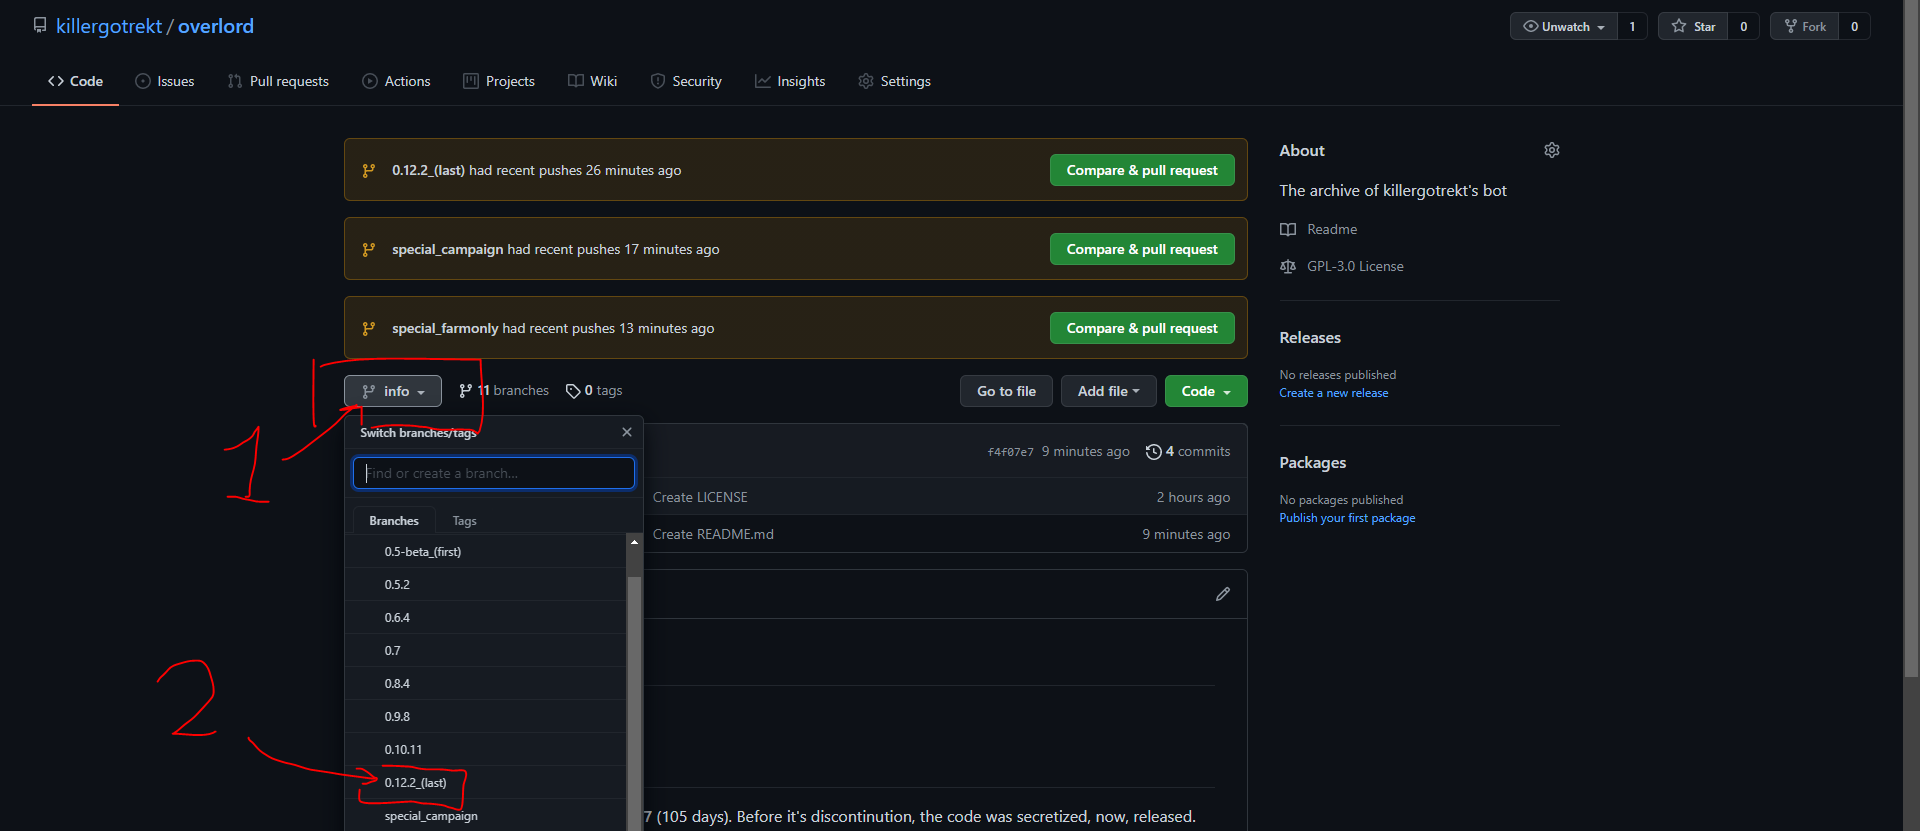 killergotrekt / overlord
Unwatch 1 Star 0 Fork 0
Code Issues Pull requests Actions Projects Wiki Security Insights Settings
0.12.2_(last) had recent pushes 26 minutes ago Compare & pull request
special_campaign had recent pushes 17 minutes ago Compare & pull request
special_farmonly had recent pushes 13 minutes ago Compare & pull request
info 11 branches 0 tags Go to file Add file Code
Switch branches/tags
Find or create a branch...
Branches Tags
0.5-beta_(first)
0.5.2
0.6.4
0.7
0.8.4
0.9.8
0.10.11
0.12.2_(last)
special_campaign
1
2
f4f07e7 9 minutes ago 4 commits
Create LICENSE 2 hours ago
Create README.md 9 minutes ago
7 (105 days). Before it's discontinution, the code was secretized, now, released.
About
The archive of killergotrekt's bot
Readme
GPL-3.0 License
Releases
No releases published
Create a new release
Packages
No packages published
Publish your first package